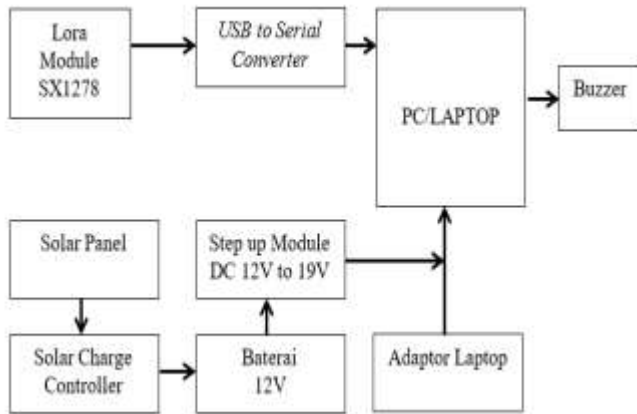 Lora
Module
SX1278
USB to Serial
Converter
PC/LAPTOP
Buzzer
Solar Panel
Step up Module
DC 12V to 19V
Solar Charge
Controller
Baterai
12V
Adaptor Laptop